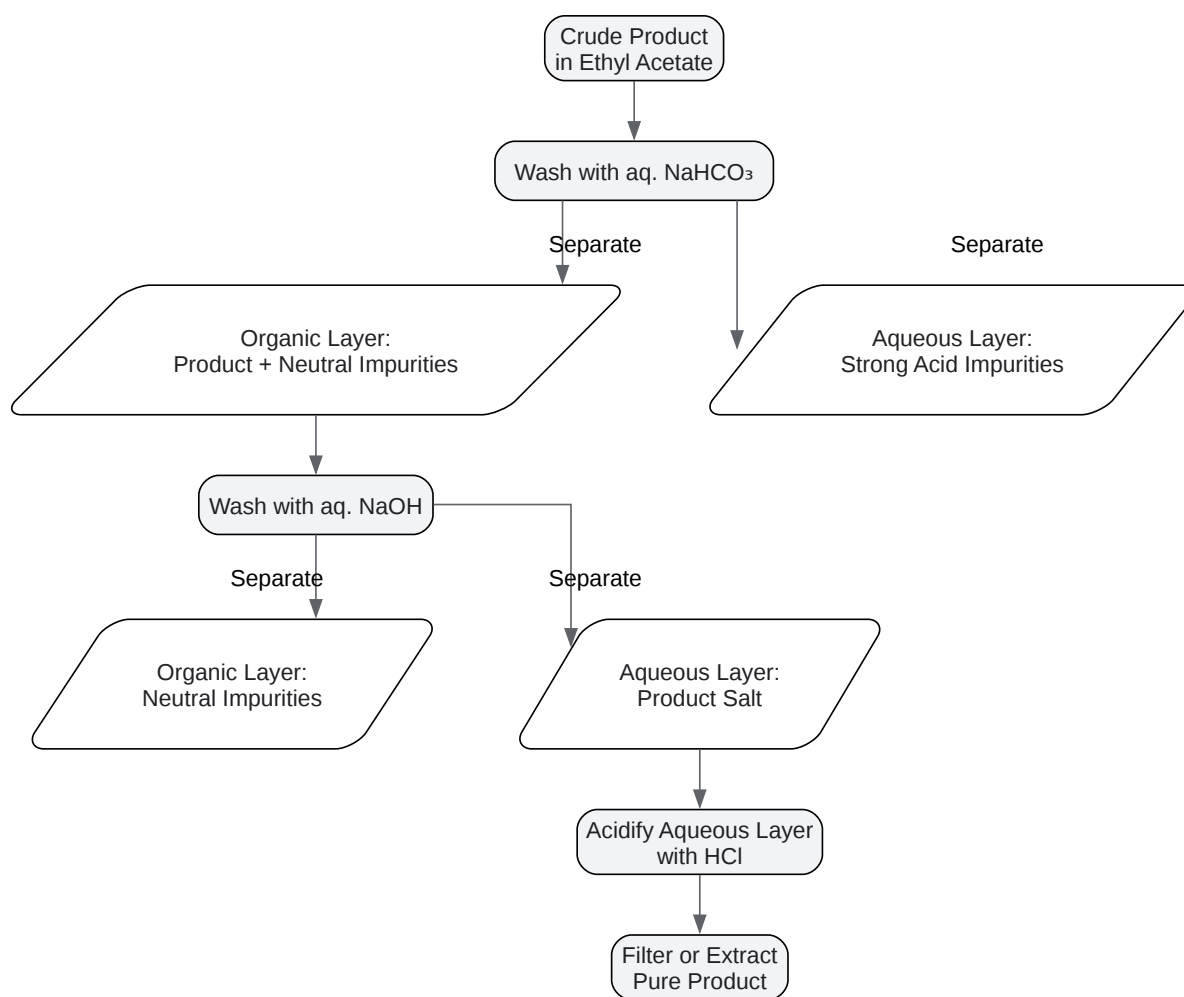 Crude Product
in Ethyl Acetate
Wash with aq. NaHCO₃
Separate
Separate
Organic Layer:
Product + Neutral Impurities
Aqueous Layer:
Strong Acid Impurities
Wash with aq. NaOH
Separate
Separate
Organic Layer:
Neutral Impurities
Aqueous Layer:
Product Salt
Acidify Aqueous Layer
with HCl
Filter or Extract
Pure Product